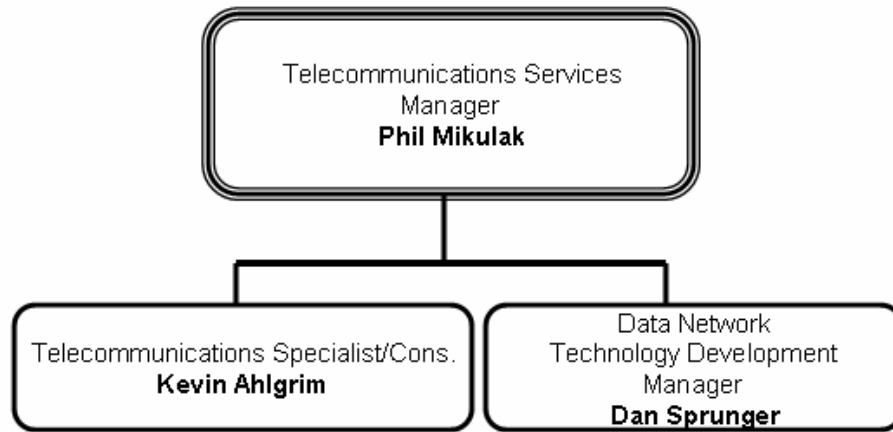 Telecommunications Services
Manager
Phil Mikulak
Telecommunications Specialist/Cons.
Kevin Ahlgrim
Data Network
Technology Development
Manager
Dan Sprunger